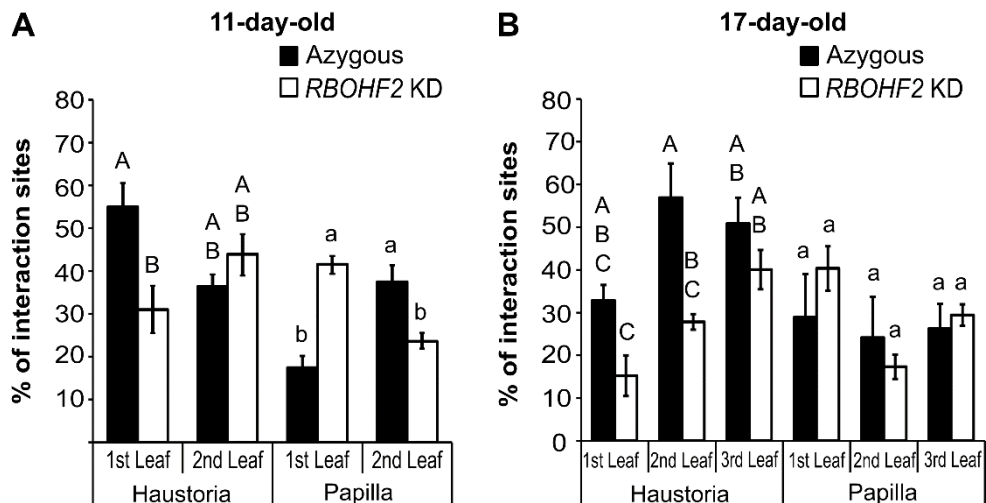 A
11-day-old
Azygous
RBOHF2 KD
% of interaction sites
80
70
60
50
40
30
20
10
A
B
A
B
A
B
b
a
a
b
1st Leaf 2nd Leaf 1st Leaf 2nd Leaf
Haustoria Papilla
B
17-day-old
Azygous
RBOHF2 KD
% of interaction sites
80
70
60
50
40
30
20
10
0
A
B
C
C
A
B
C
A
B
A
B
a
a
a
a
a
a
1st Leaf 2nd Leaf 3rd Leaf 1st Leaf 2nd Leaf 3rd Leaf
Haustoria Papilla